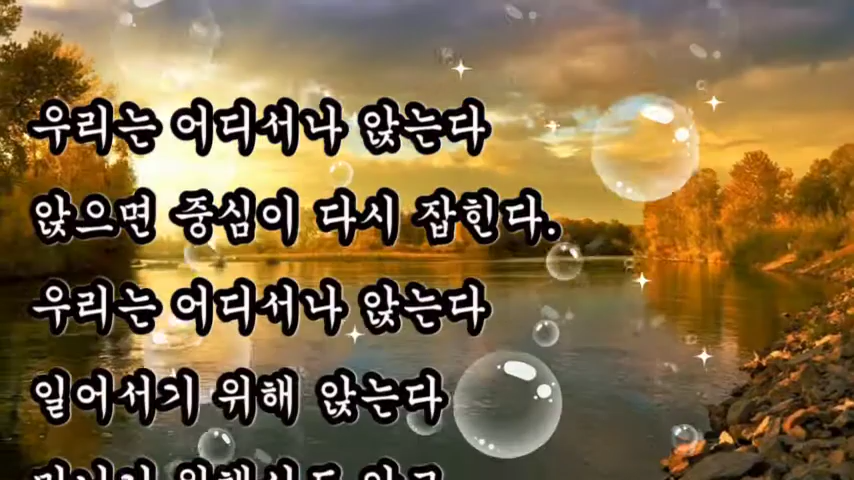 우리는 어디서나 앉는다
앉으면 중심이 다시 잡힌다.
우리는 어디서나 앉는다
일어서기 위해 앉는다